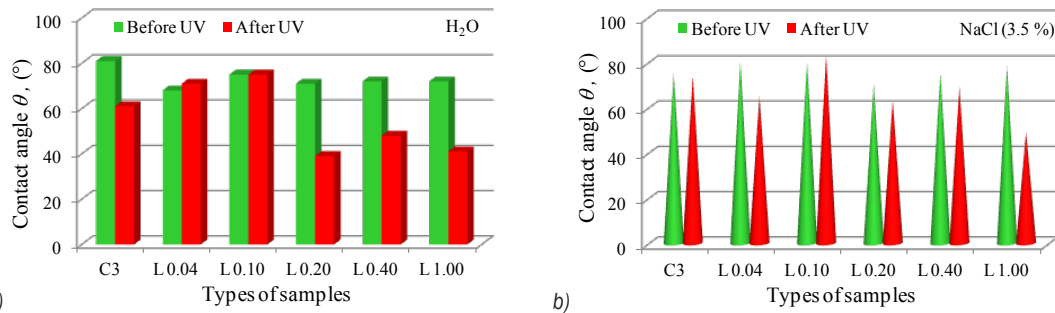 100
Before UV After UV H₂O
80
60
40
20
0
Contact angle θ, (°)
C3 L 0.04 L 0.10 L 0.20 L 0.40 L 1.00
Types of samples
)
100
Before UV After UV NaCl (3.5 %)
80
60
40
20
0
Contact angle θ, (°)
C3 L 0.04 L 0.10 L 0.20 L 0.40 L 1.00
Types of samples
b)